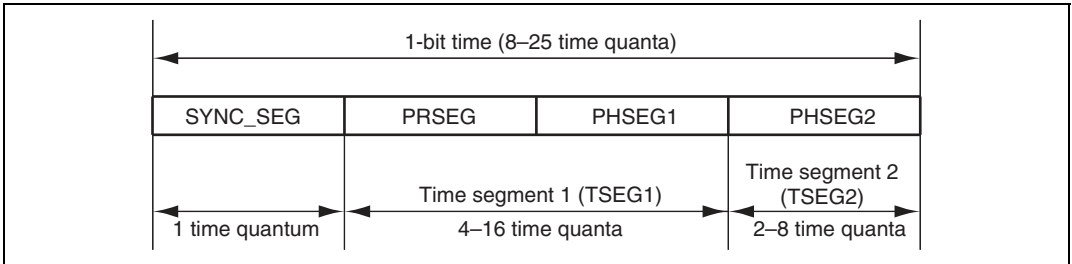 1-bit time (8–25 time quanta)
SYNC_SEG PRSEG PHSEG1 PHSEG2
Time segment 1 (TSEG1)
Time segment 2
(TSEG2)
1 time quantum 4–16 time quanta 2–8 time quanta